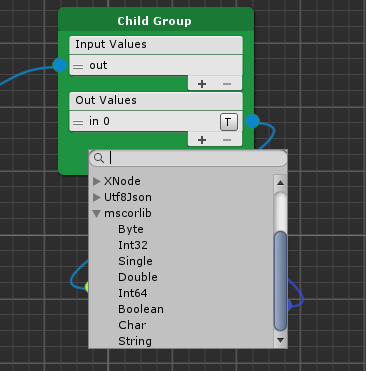 Child Group
Input Values
out
+ −
Out Values
in 0 T
+ −
XNode
Utf8Json
mscorlib
Byte
Int32
Single
Double
Int64
Boolean
Char
String